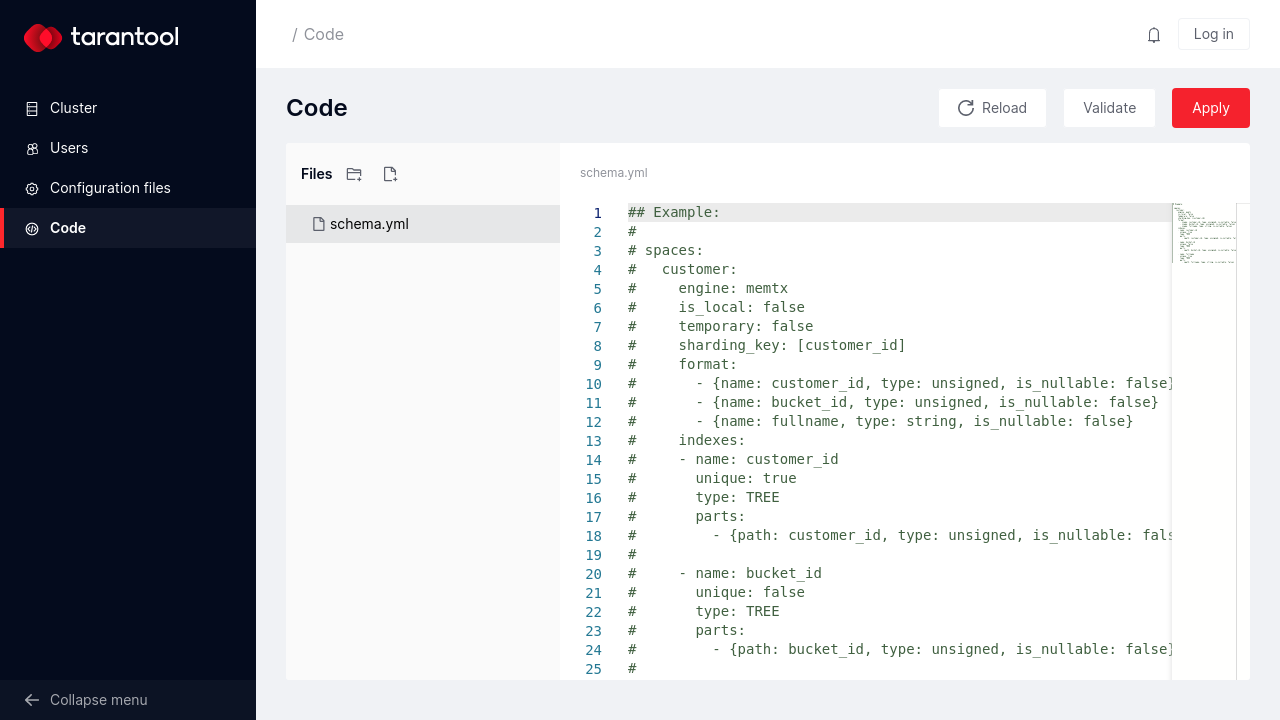 tarantool
Cluster
Users
Configuration files
Code
Collapse menu
/ Code
Log in
Code
Reload
Validate
Apply
Files
schema.yml
schema.yml
1 ## Example:
2 #
3 # spaces:
4 #   customer:
5 #     engine: memtx
6 #     is_local: false
7 #     temporary: false
8 #     sharding_key: [customer_id]
9 #     format:
10 #       - {name: customer_id, type: unsigned, is_nullable: false}
11 #       - {name: bucket_id, type: unsigned, is_nullable: false}
12 #       - {name: fullname, type: string, is_nullable: false}
13 #     indexes:
14 #     - name: customer_id
15 #       unique: true
16 #       type: TREE
17 #       parts:
18 #         - {path: customer_id, type: unsigned, is_nullable: fals
19 #
20 #     - name: bucket_id
21 #       unique: false
22 #       type: TREE
23 #       parts:
24 #         - {path: bucket_id, type: unsigned, is_nullable: false}
25 #